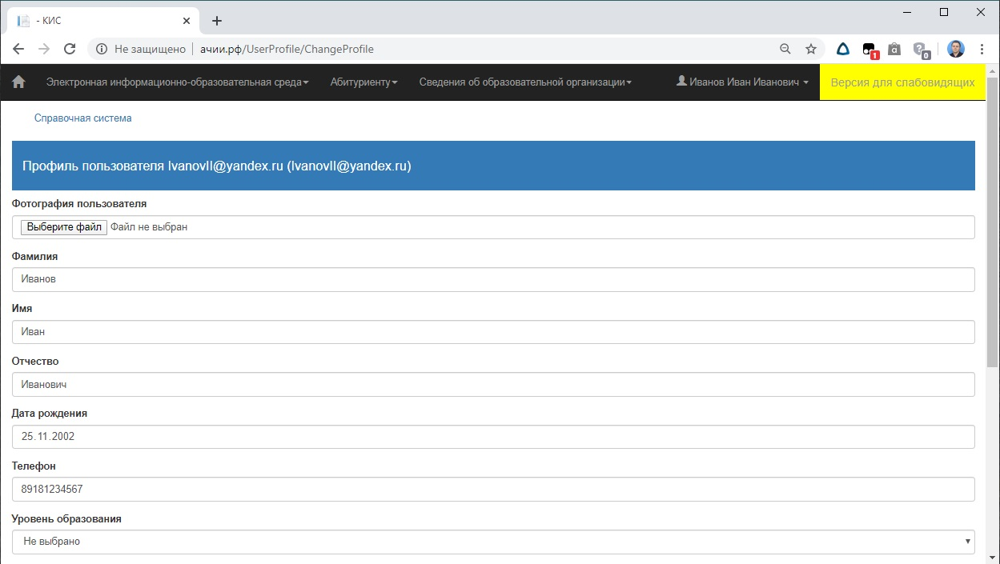 - КИС
Не защищено | ачии.рф/UserProfile/ChangeProfile
1
0
Электронная информационно-образовательная среда Абитуриенту Сведения об образовательной организации Иванов Иван Иванович Версия для слабовидящих
Справочная система
Профиль пользователя IvanovII@yandex.ru (IvanovII@yandex.ru)
Фотография пользователя
Выберите файл Файл не выбран
Фамилия
Иванов
Имя
Иван
Отчество
Иванович
Дата рождения
25.11.2002
Телефон
89181234567
Уровень образования
Не выбрано